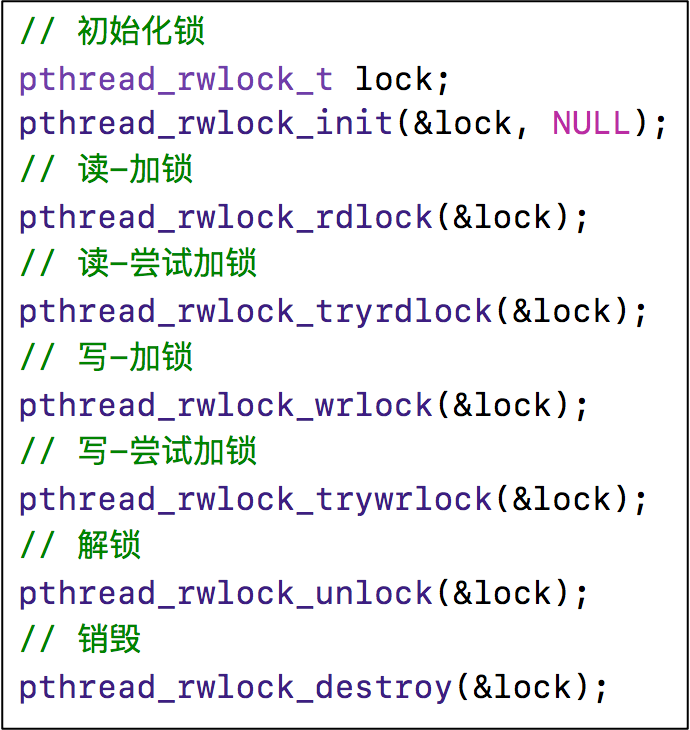 // 初始化锁
pthread_rwlock_t lock;
pthread_rwlock_init(&lock, NULL);
// 读-加锁
pthread_rwlock_rdlock(&lock);
// 读-尝试加锁
pthread_rwlock_tryrdlock(&lock);
// 写-加锁
pthread_rwlock_wrlock(&lock);
// 写-尝试加锁
pthread_rwlock_trywrlock(&lock);
// 解锁
pthread_rwlock_unlock(&lock);
// 销毁
pthread_rwlock_destroy(&lock);